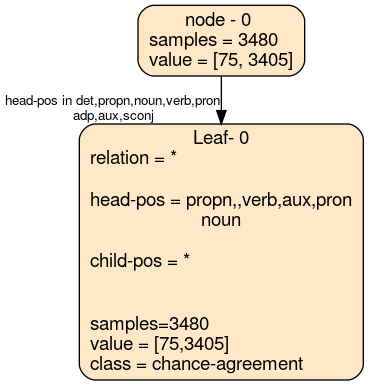 node - 0
samples = 3480
value = [75, 3405]
head-pos in det,propn,noun,verb,pron
adp,aux,sconj
Leaf- 0
relation = *
head-pos = propn,,verb,aux,pron
noun
child-pos = *
samples=3480
value = [75,3405]
class = chance-agreement